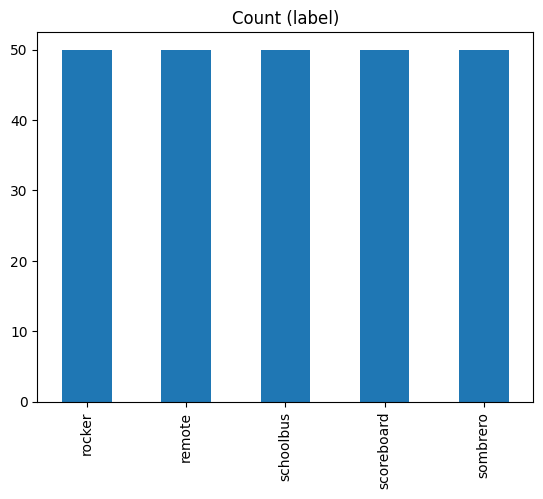 Count (label)
50
40
30
20
10
0
rocker
remote
schoolbus
scoreboard
sombrero